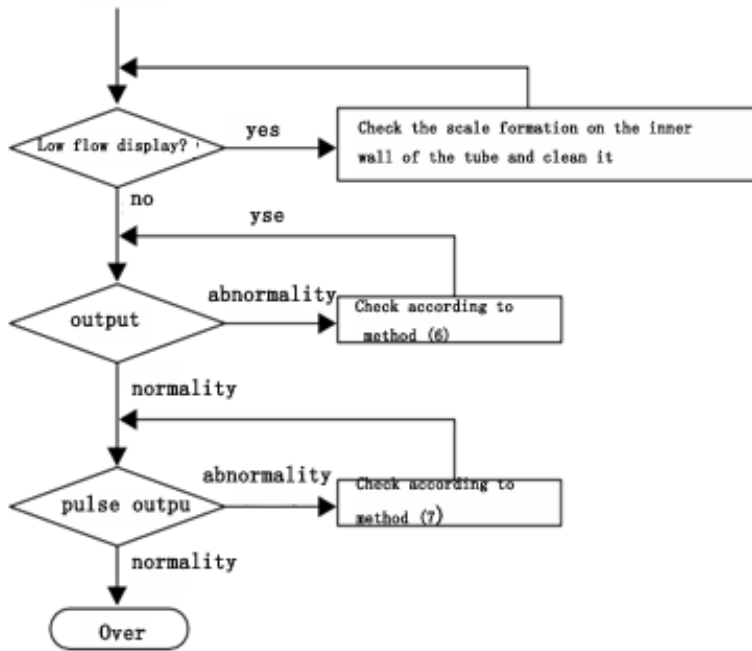 Low flow display?
yes
Check the scale formation on the inner
wall of the tube and clean it
no
yse
output
abnormality
Check according to
method (6)
normality
abnormality
pulse outpu
Check according to
method (7)
normality
Over